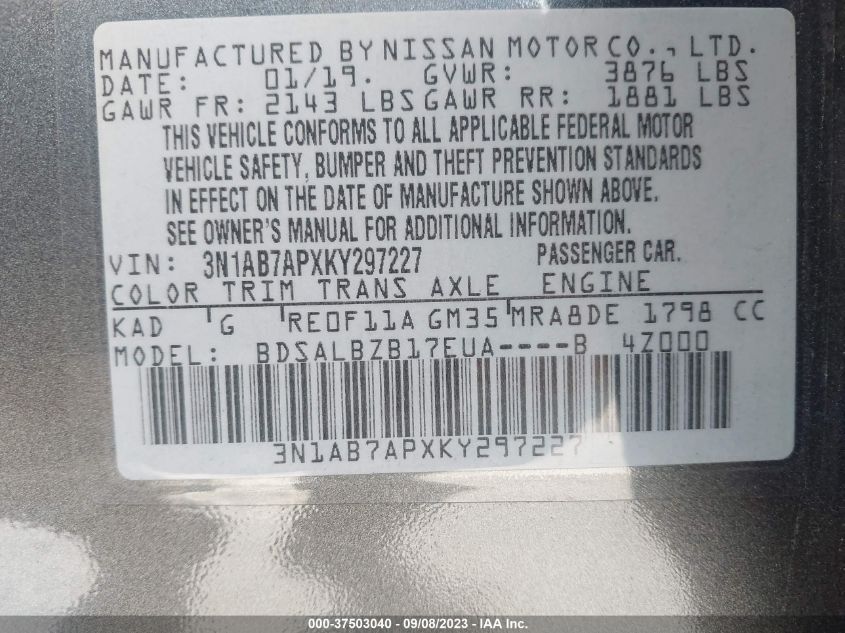 MANUFACTURED BY NISSAN MOTOR CO., LTD.
DATE: 01/19. GVWR: 3876 LBS
GAWR FR: 2143 LBS GAWR RR: 1881 LBS
THIS VEHICLE CONFORMS TO ALL APPLICABLE FEDERAL MOTOR
VEHICLE SAFETY, BUMPER AND THEFT PREVENTION STANDARDS
IN EFFECT ON THE DATE OF MANUFACTURE SHOWN ABOVE.
SEE OWNER'S MANUAL FOR ADDITIONAL INFORMATION.
VIN: 3N1AB7APXKY297227 PASSENGER CAR.
COLOR TRIM TRANS AXLE ENGINE
KAD G RE0F11A GM35 MRA8DE 1798 CC
MODEL: BDSALBZB17EUA----B 4Z000
3N1AB7APXKY297227
000-37503040 - 09/08/2023 - IAAI.com